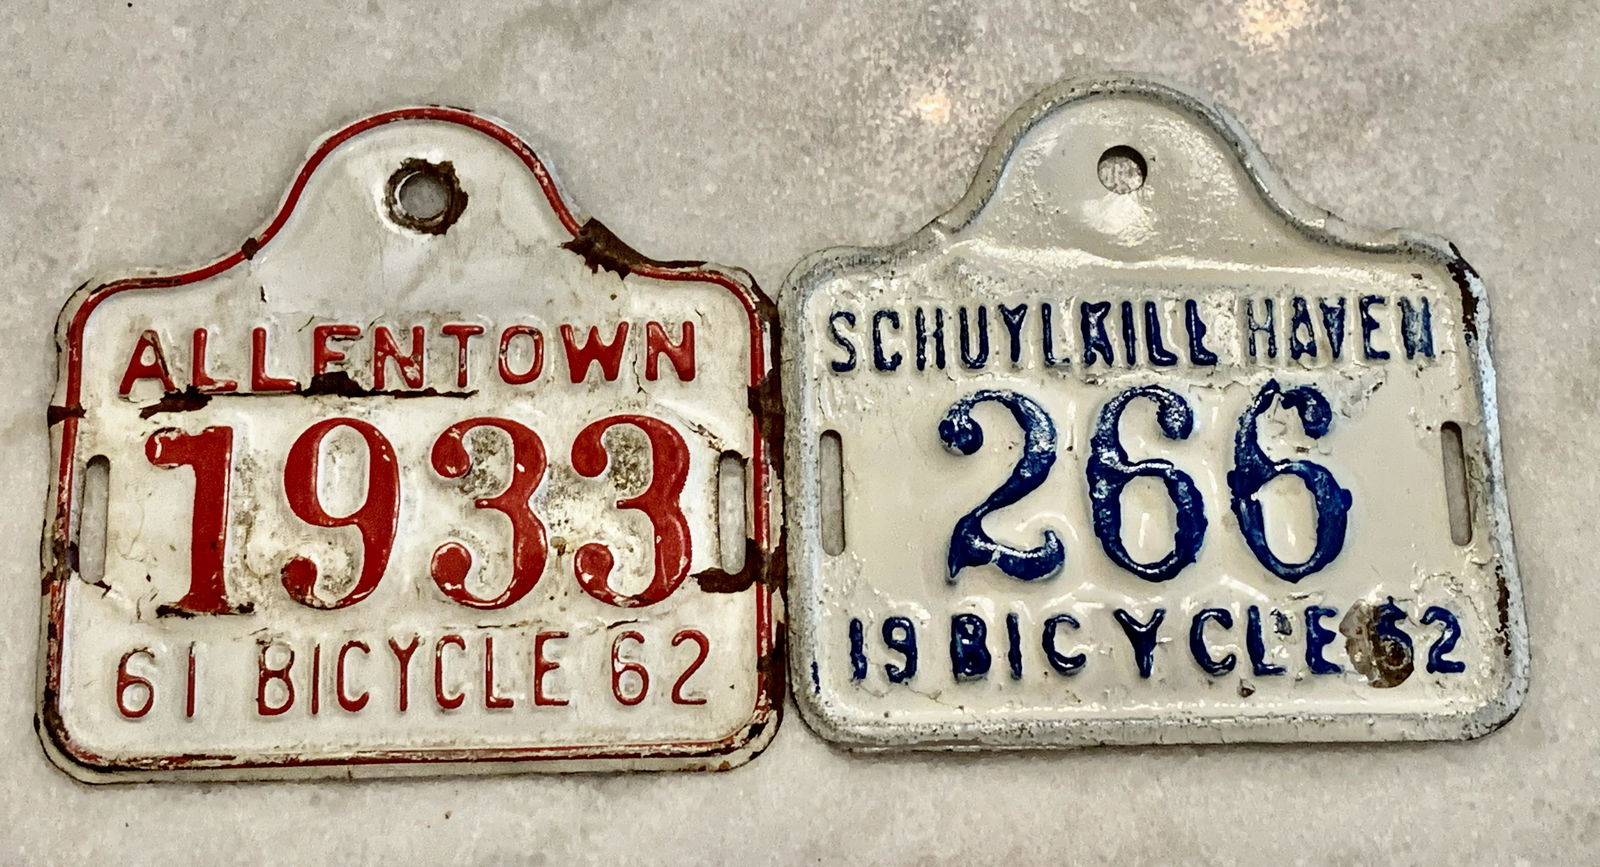 ALLENTOWN
1933
61 BICYCLE 62
SCHUYLKILL HAVEN
266
19 BICYCLE 62